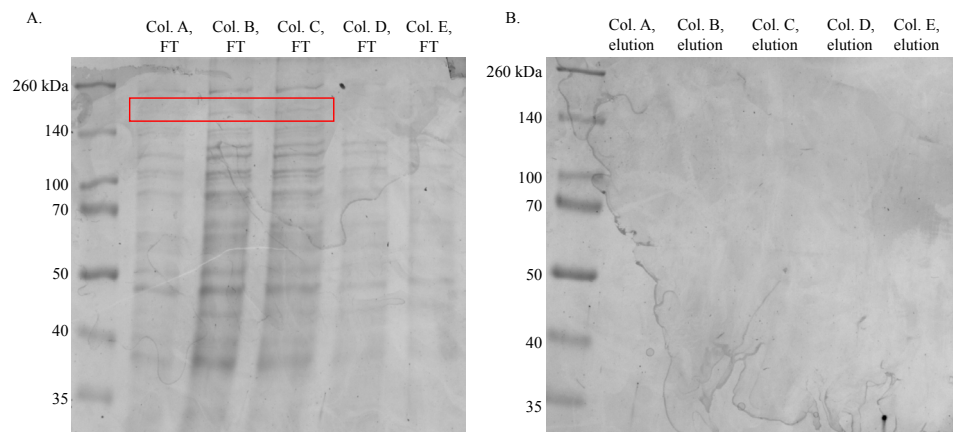 A.
Col. A, Col. B, Col. C, Col. D, Col. E,
FT FT FT FT FT
260 kDa
140
100
70
50
40
35
B.
Col. A, Col. B, Col. C, Col. D, Col. E,
elution elution elution elution elution
260 kDa
140
100
70
50
40
35